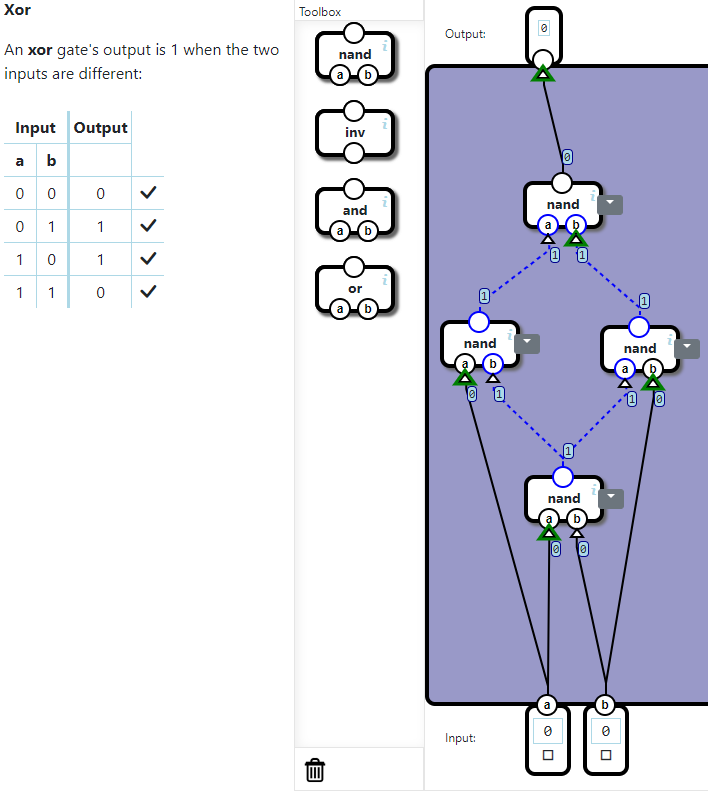 Xor
An xor gate's output is 1 when the two
inputs are different:
Input Output
a b
0 0 0
0 1 1
1 0 1
1 1 0
Toolbox
i
nand
a b
i
inv
i
and
a b
i
or
a b
Output:
0
0
i
nand
a b
1 1
1 1
i
nand
a b
0 1
i
nand
a b
1 0
1
i
nand
a b
0 0
a b
Input:
0 0